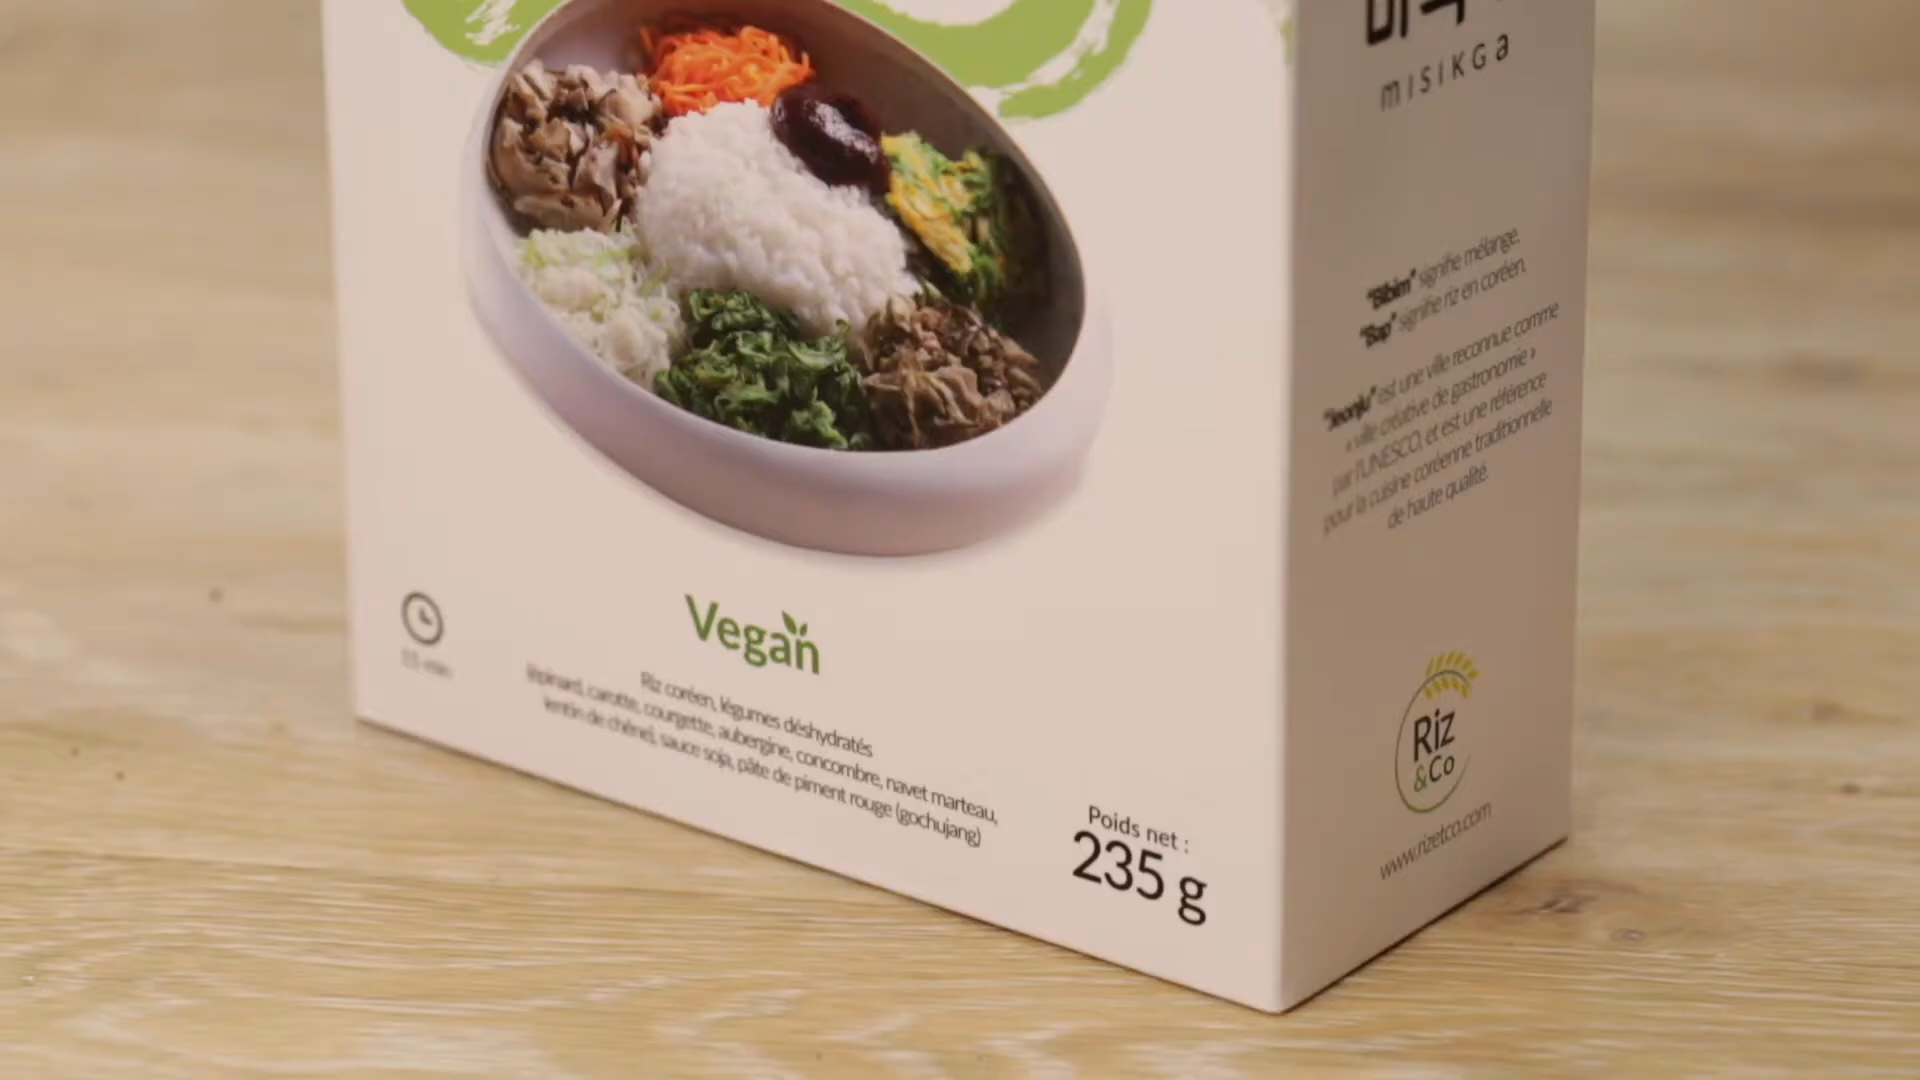 Vegan
Riz coréen, légumes déshydratés
(épinard, carotte, courgette, aubergine, concombre, navet marteau,
lentin de chêne), sauce soja, pâte de piment rouge (gochujang)
Poids net :
235 g
MISIKGa
"Bibim" signifie mélange,
"Bap" signifie riz en coréen.
"Jeonju" est une ville reconnue comme
« ville créative de gastronomie »
par l'UNESCO, et est une référence
pour la cuisine coréenne traditionnelle
de haute qualité.
Riz
&Co
www.rizetco.com